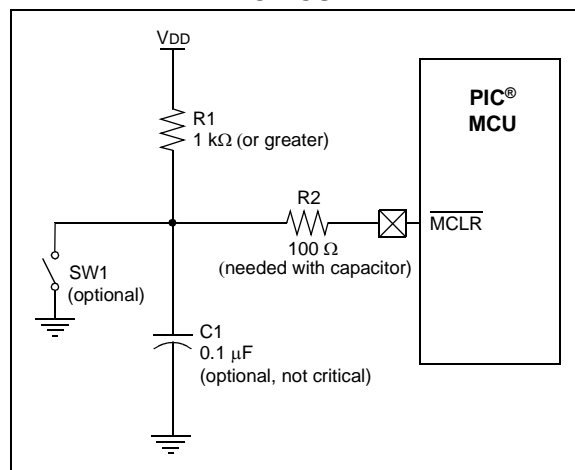 VDD
PIC®
MCU
R1
1 kΩ (or greater)
R2
MCLR
100 Ω
(needed with capacitor)
SW1
(optional)
C1
0.1 μF
(optional, not critical)